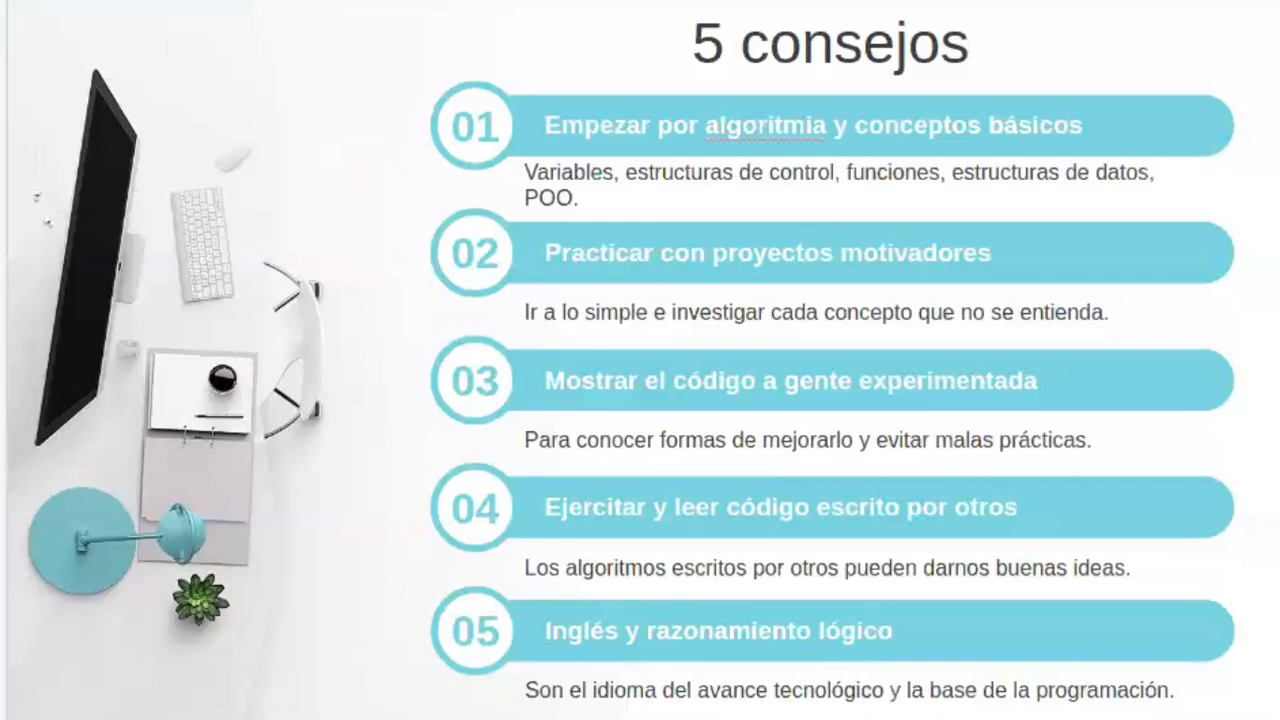 5 consejos
01
Empezar por algoritmia y conceptos básicos
Variables, estructuras de control, funciones, estructuras de datos,
POO.
02
Practicar con proyectos motivadores
Ir a lo simple e investigar cada concepto que no se entienda.
03
Mostrar el código a gente experimentada
Para conocer formas de mejorarlo y evitar malas prácticas.
04
Ejercitar y leer código escrito por otros
Los algoritmos escritos por otros pueden darnos buenas ideas.
05
Inglés y razonamiento lógico
Son el idioma del avance tecnológico y la base de la programación.